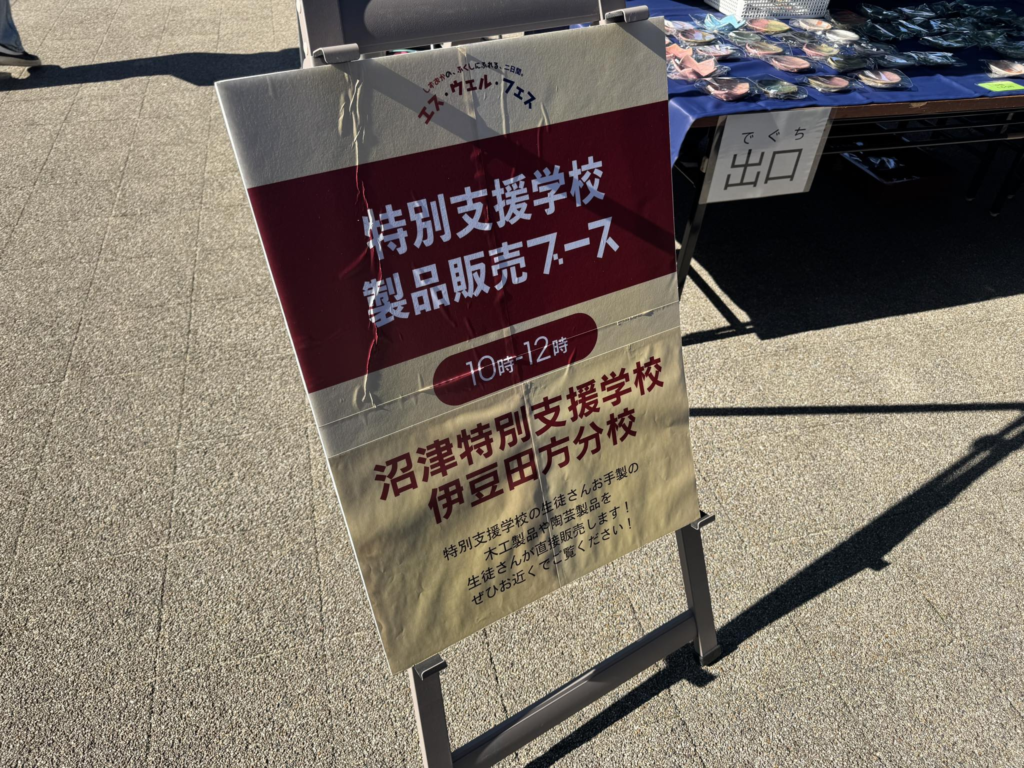 しずおかの、ふくしにふれる、二日間。
エス・ウェル・フェス
特別支援学校
製品販売ブース
10時-12時
沼津特別支援学校
伊豆田方分校
特別支援学校の生徒さんお手製の
木工製品や陶芸製品を
生徒さんが直接販売します！
ぜひお近くでご覧ください！
でぐち
出口